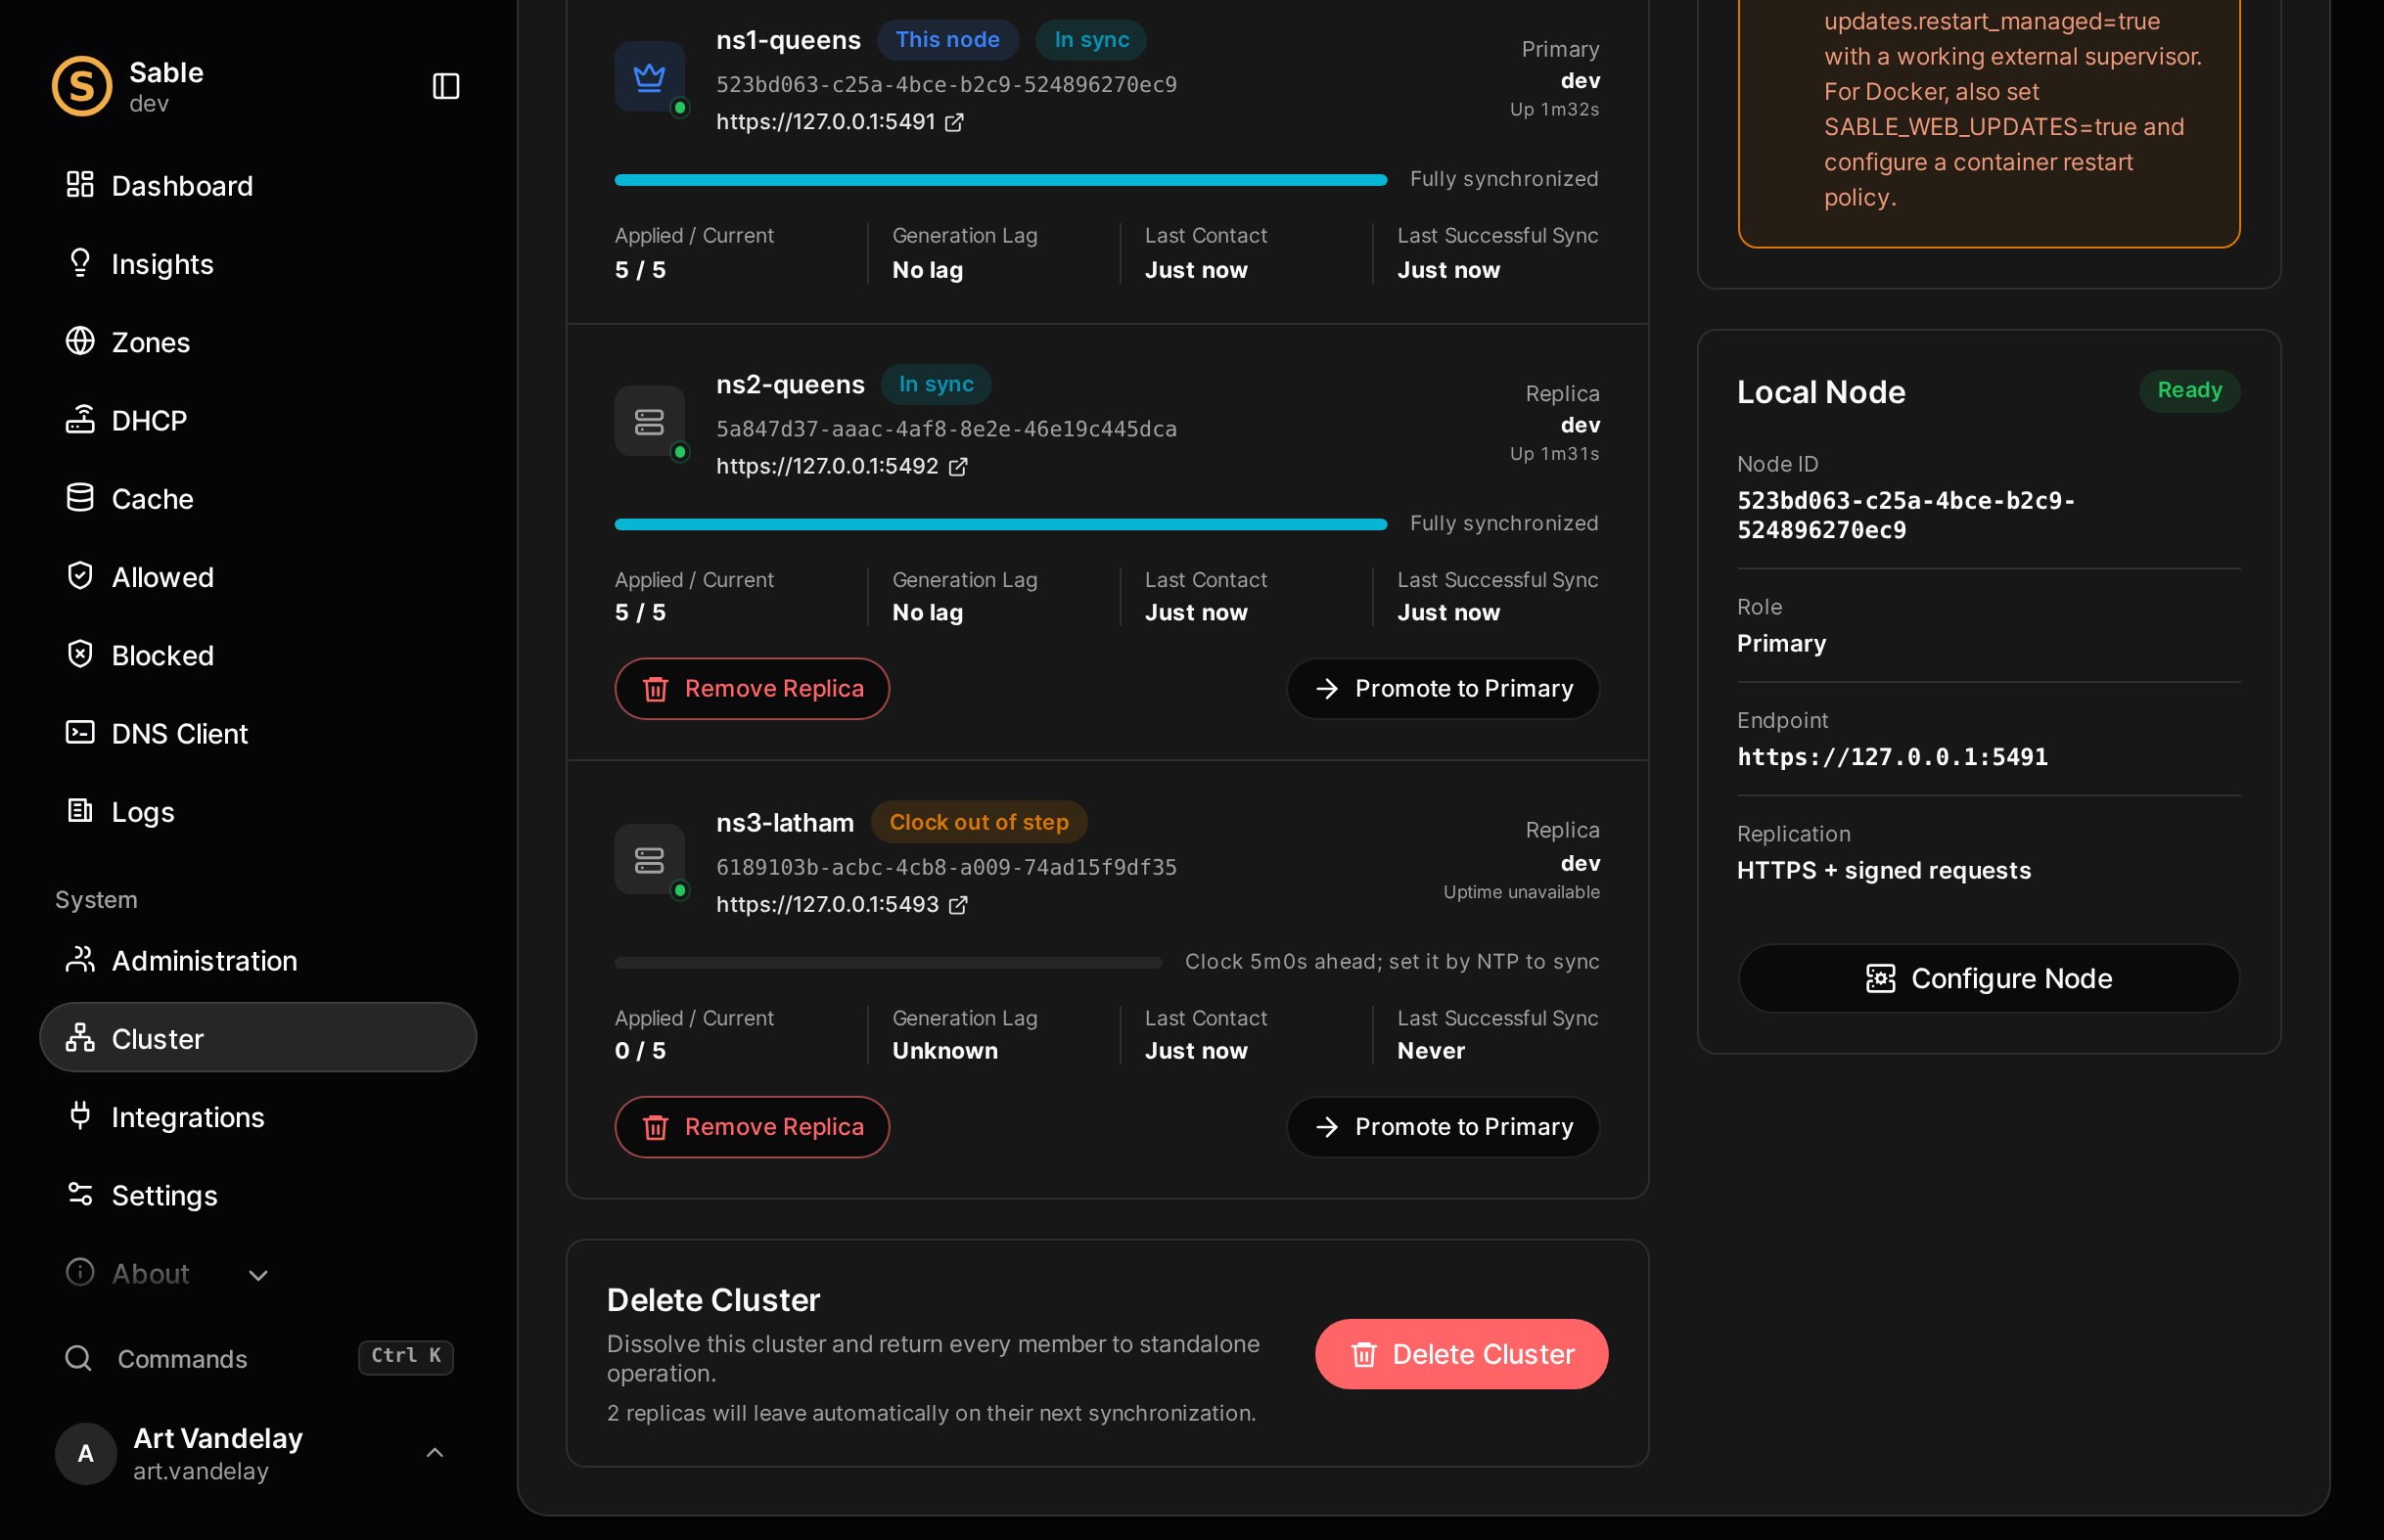 Sable
dev
Dashboard
Insights
Zones
DHCP
Cache
Allowed
Blocked
DNS Client
Logs
System
Administration
Cluster
Integrations
Settings
About
Commands
Ctrl K
A
Art Vandelay
art.vandelay
ns1-queens
This node
In sync
523bd063-c25a-4bce-b2c9-524896270ec9
https://127.0.0.1:5491
Primary
dev
Up 1m32s
Fully synchronized
Applied / Current
5 / 5
Generation Lag
No lag
Last Contact
Just now
Last Successful Sync
Just now
ns2-queens
In sync
5a847d37-aaac-4af8-8e2e-46e19c445dca
https://127.0.0.1:5492
Replica
dev
Up 1m31s
Fully synchronized
Applied / Current
5 / 5
Generation Lag
No lag
Last Contact
Just now
Last Successful Sync
Just now
Remove Replica
Promote to Primary
ns3-latham
Clock out of step
6189103b-acbc-4cb8-a009-74ad15f9df35
https://127.0.0.1:5493
Replica
dev
Uptime unavailable
Clock 5m0s ahead; set it by NTP to sync
Applied / Current
0 / 5
Generation Lag
Unknown
Last Contact
Just now
Last Successful Sync
Never
Remove Replica
Promote to Primary
Delete Cluster
Dissolve this cluster and return every member to standalone
operation.
2 replicas will leave automatically on their next synchronization.
Delete Cluster
updates.restart_managed=true
with a working external supervisor.
For Docker, also set
SABLE_WEB_UPDATES=true and
configure a container restart
policy.
Local Node
Ready
Node ID
523bd063-c25a-4bce-b2c9-
524896270ec9
Role
Primary
Endpoint
https://127.0.0.1:5491
Replication
HTTPS + signed requests
Configure Node